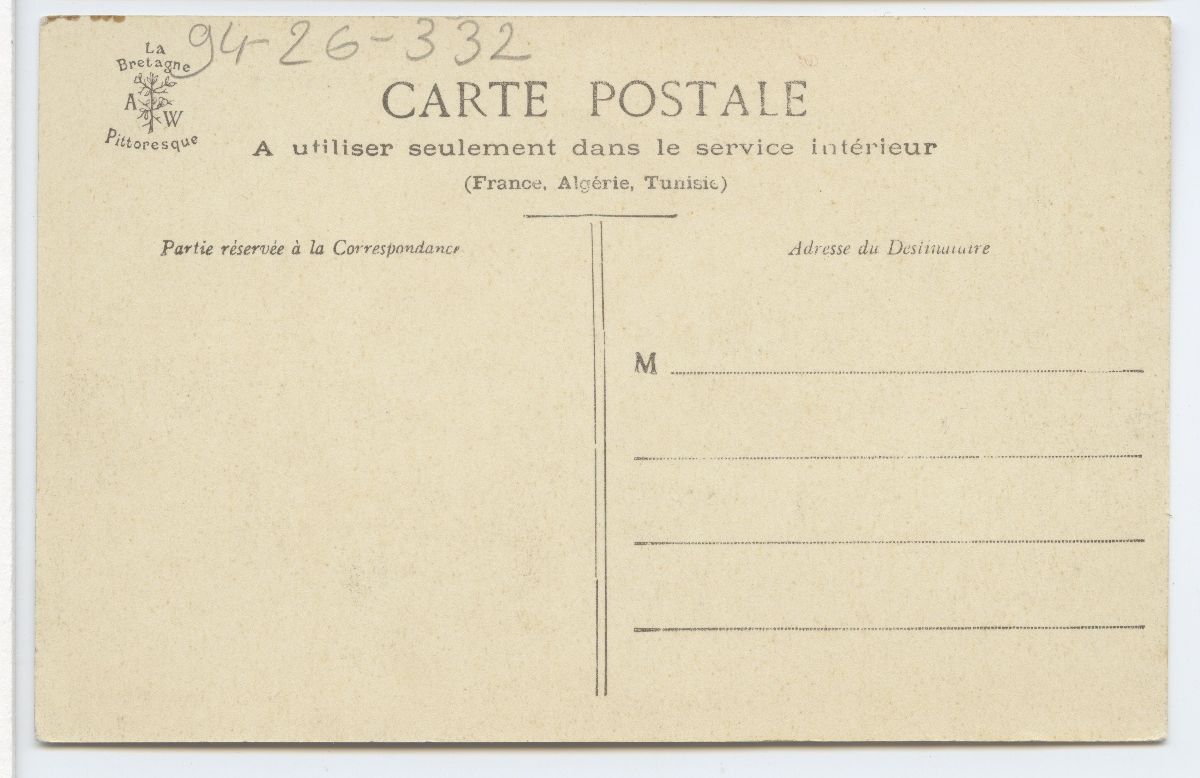 94-26-332
La
Bretagne
A W
Pittoresque
CARTE POSTALE
A utiliser seulement dans le service intérieur
(France, Algérie, Tunisie)
Partie réservée à la Correspondance
Adresse du Destinataire
M